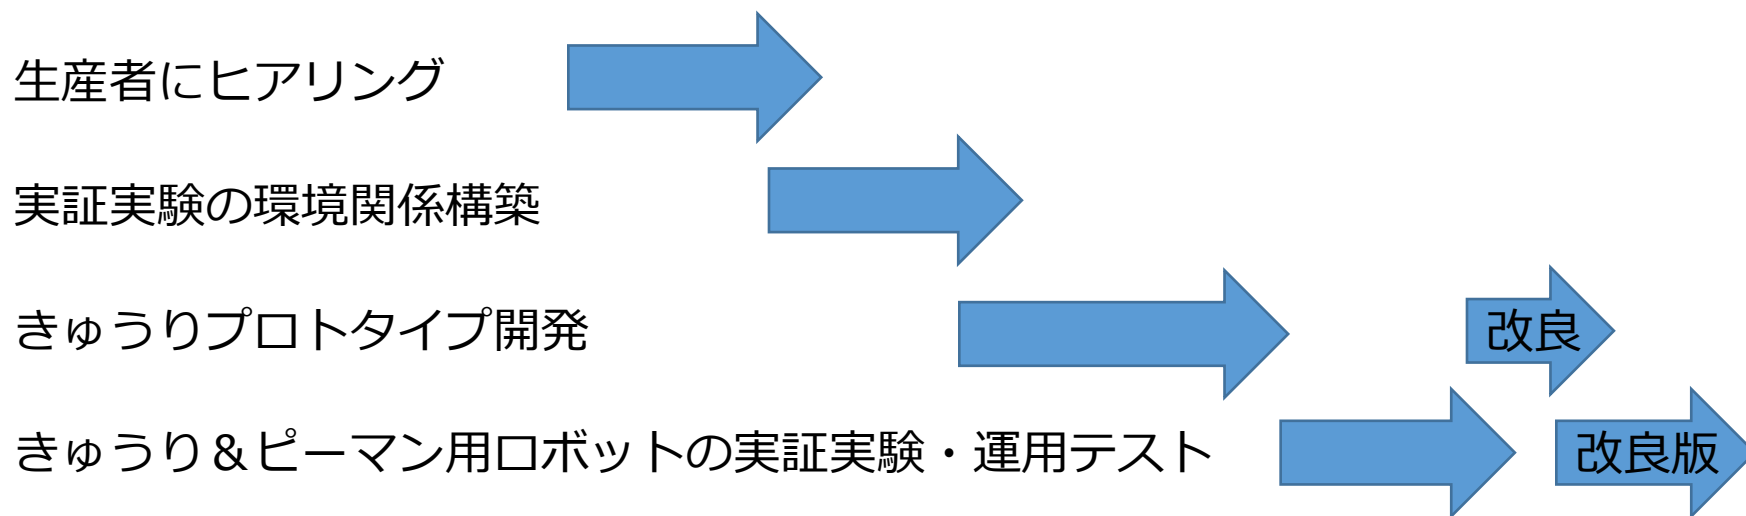 生産者にヒアリング
実証実験の環境関係構築
きゅうりプロトタイプ開発
改良
きゅうり＆ピーマン用ロボットの実証実験・運用テスト
改良版